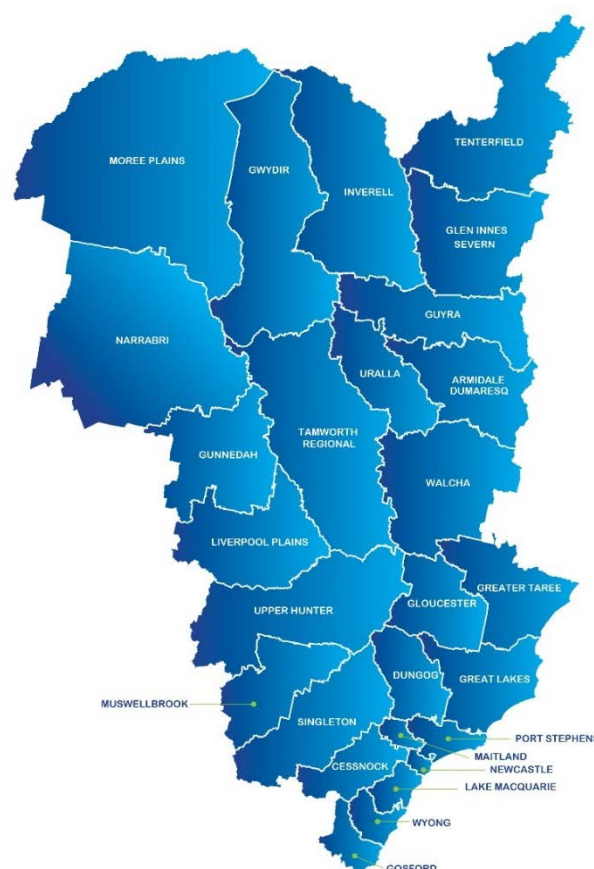 TENTERFIELD
MOREE PLAINS
GWYDIR
INVERELL
GLEN INNES
SEVERN
GUYRA
NARRABRI
URALLA
ARMIDALE
DUMARESQ
TAMWORTH
REGIONAL
GUNNEDAH
WALCHA
LIVERPOOL PLAINS
GREATER TAREE
GLOUCESTER
UPPER HUNTER
DUNGOG
GREAT LAKES
MUSWELLBROOK
SINGLETON
PORT STEPHEN
MAITLAND
CESSNOCK
NEWCASTLE
LAKE MACQUARIE
WYONG
GOSFORD